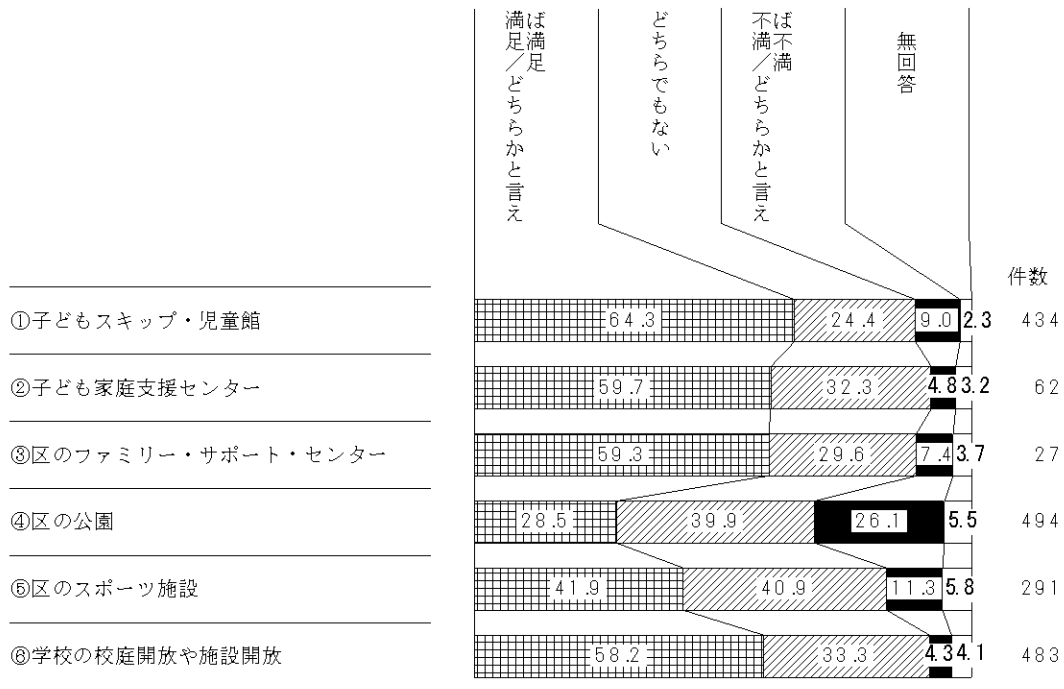 満足／どちらかと言え
ば満足
どちらでもない
不満／どちらかと言え
ば不満
無回答
件数
①子どもスキップ・児童館 64.3 24.4 9.0 2.3 434
②子ども家庭支援センター 59.7 32.3 4.8 3.2 62
③区のファミリー・サポート・センター 59.3 29.6 7.4 3.7 27
④区の公園 28.5 39.9 26.1 5.5 494
⑤区のスポーツ施設 41.9 40.9 11.3 5.8 291
⑥学校の校庭開放や施設開放 58.2 33.3 4.3 4.1 483